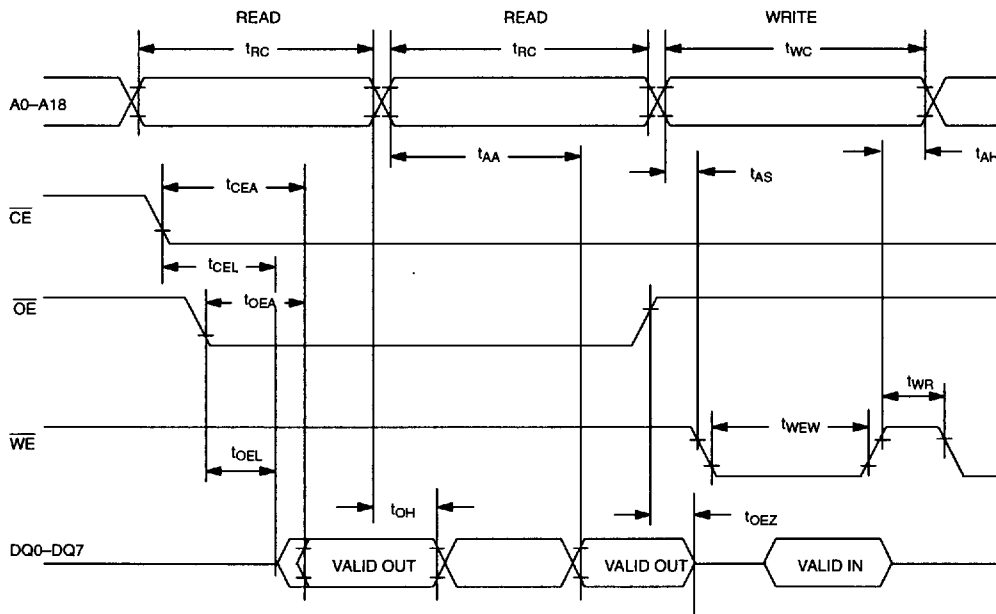 READ READ WRITE
tRC tRC tWC
A0–A18
tAA tAH
tCEA tAS
CE
tCEL
OE tOEA
tWR
WE tWEW
tOEL
tOH tOEZ
DQ0–DQ7 VALID OUT VALID OUT VALID IN